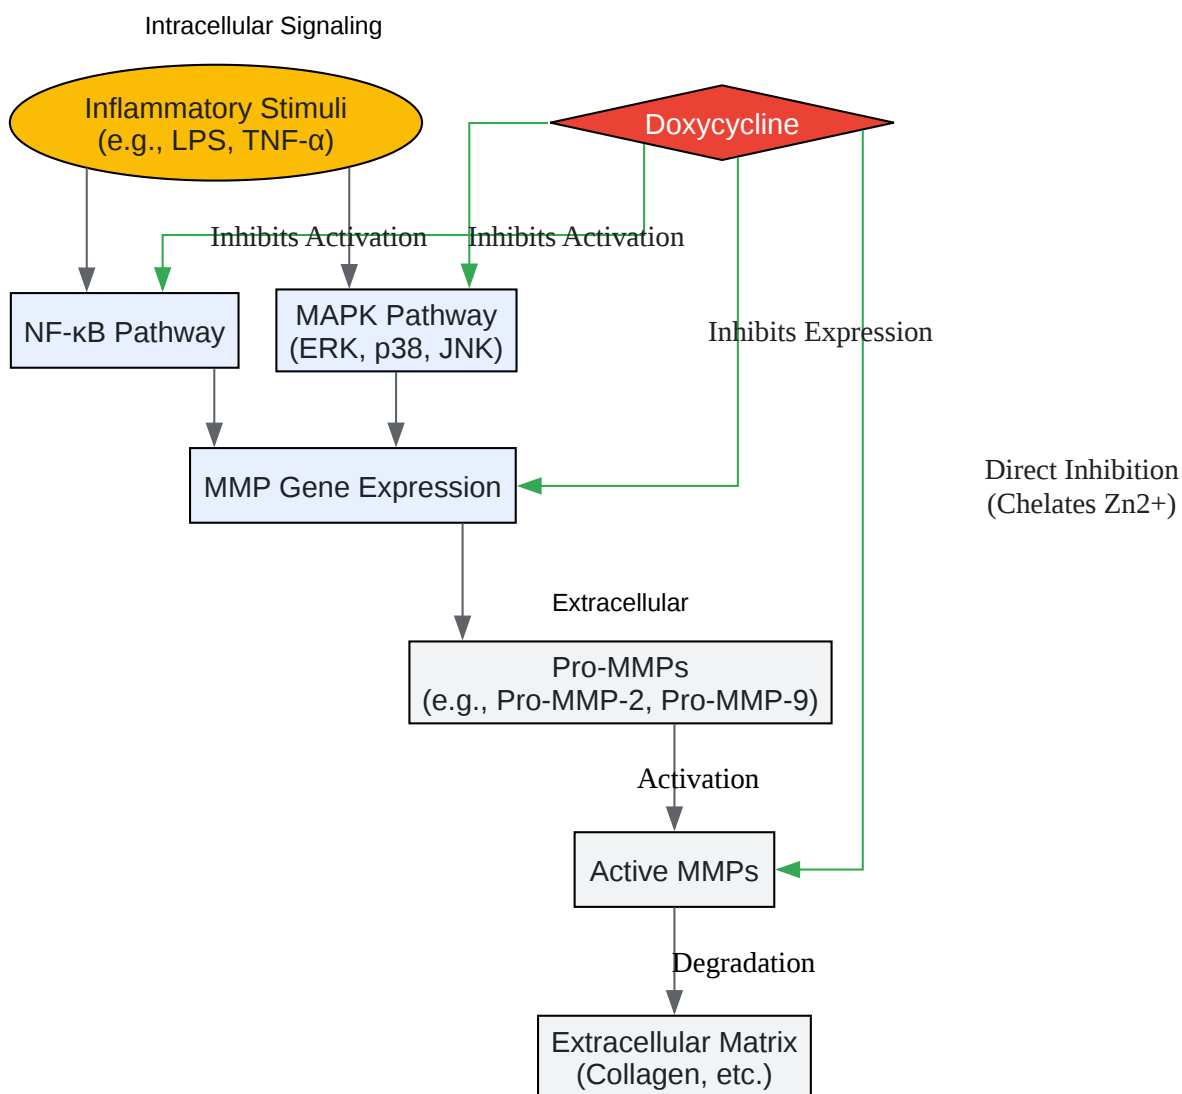 Intracellular Signaling
Inflammatory Stimuli
(e.g., LPS, TNF-α)
Doxycycline
Inhibits Activation
Inhibits Activation
NF-κB Pathway
MAPK Pathway
(ERK, p38, JNK)
Inhibits Expression
MMP Gene Expression
Direct Inhibition
(Chelates Zn2+)
Extracellular
Pro-MMPs
(e.g., Pro-MMP-2, Pro-MMP-9)
Activation
Active MMPs
Degradation
Extracellular Matrix
(Collagen, etc.)